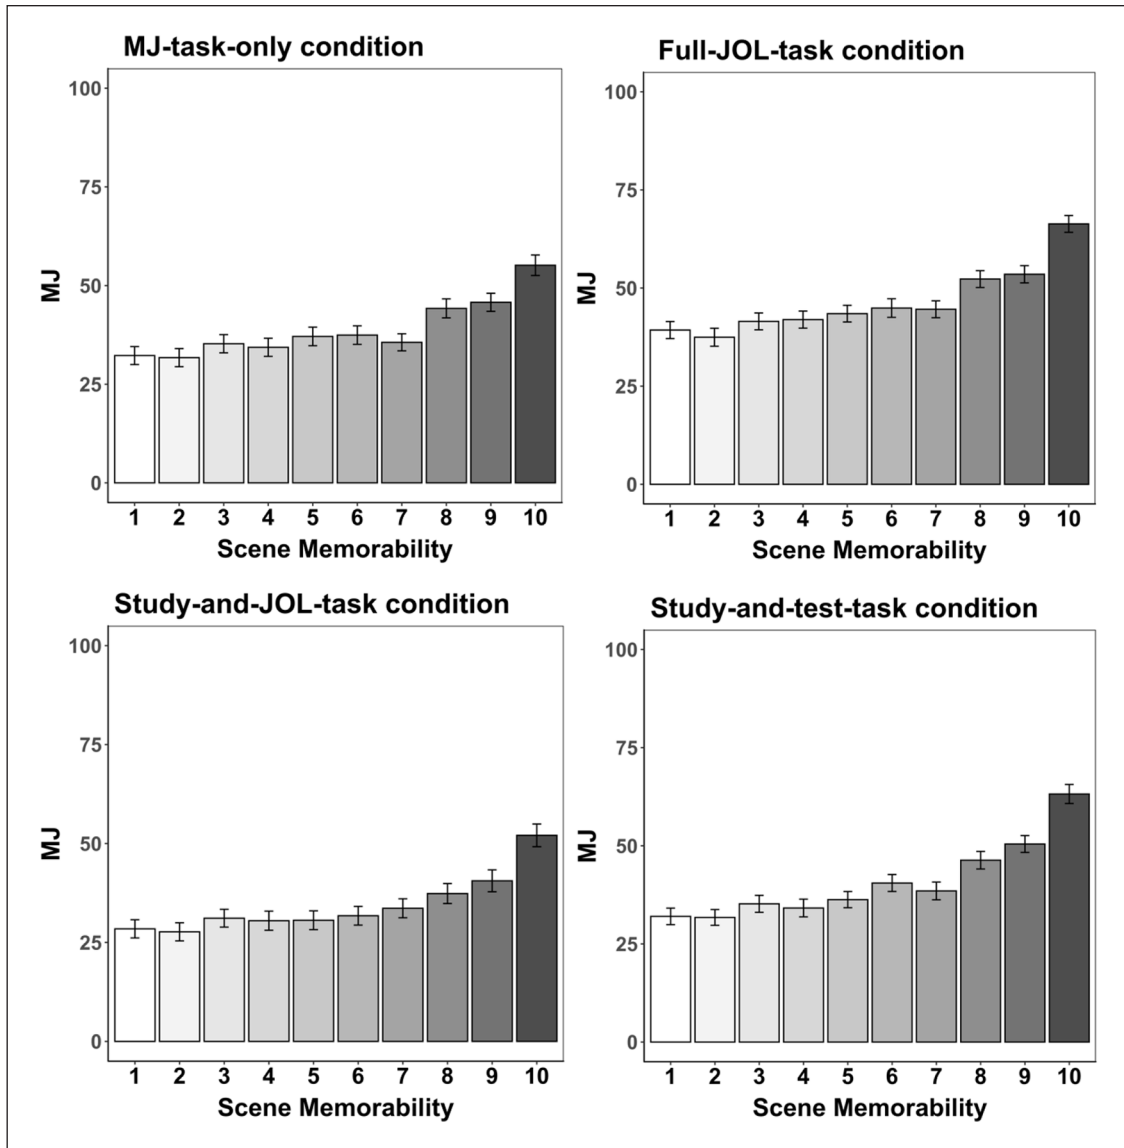 MJ-task-only condition
100
75
50
25
0
MJ
1 2 3 4 5 6 7 8 9 10
Scene Memorability
Full-JOL-task condition
100
75
50
25
0
MJ
1 2 3 4 5 6 7 8 9 10
Scene Memorability
Study-and-JOL-task condition
100
75
50
25
0
MJ
1 2 3 4 5 6 7 8 9 10
Scene Memorability
Study-and-test-task condition
100
75
50
25
0
MJ
1 2 3 4 5 6 7 8 9 10
Scene Memorability